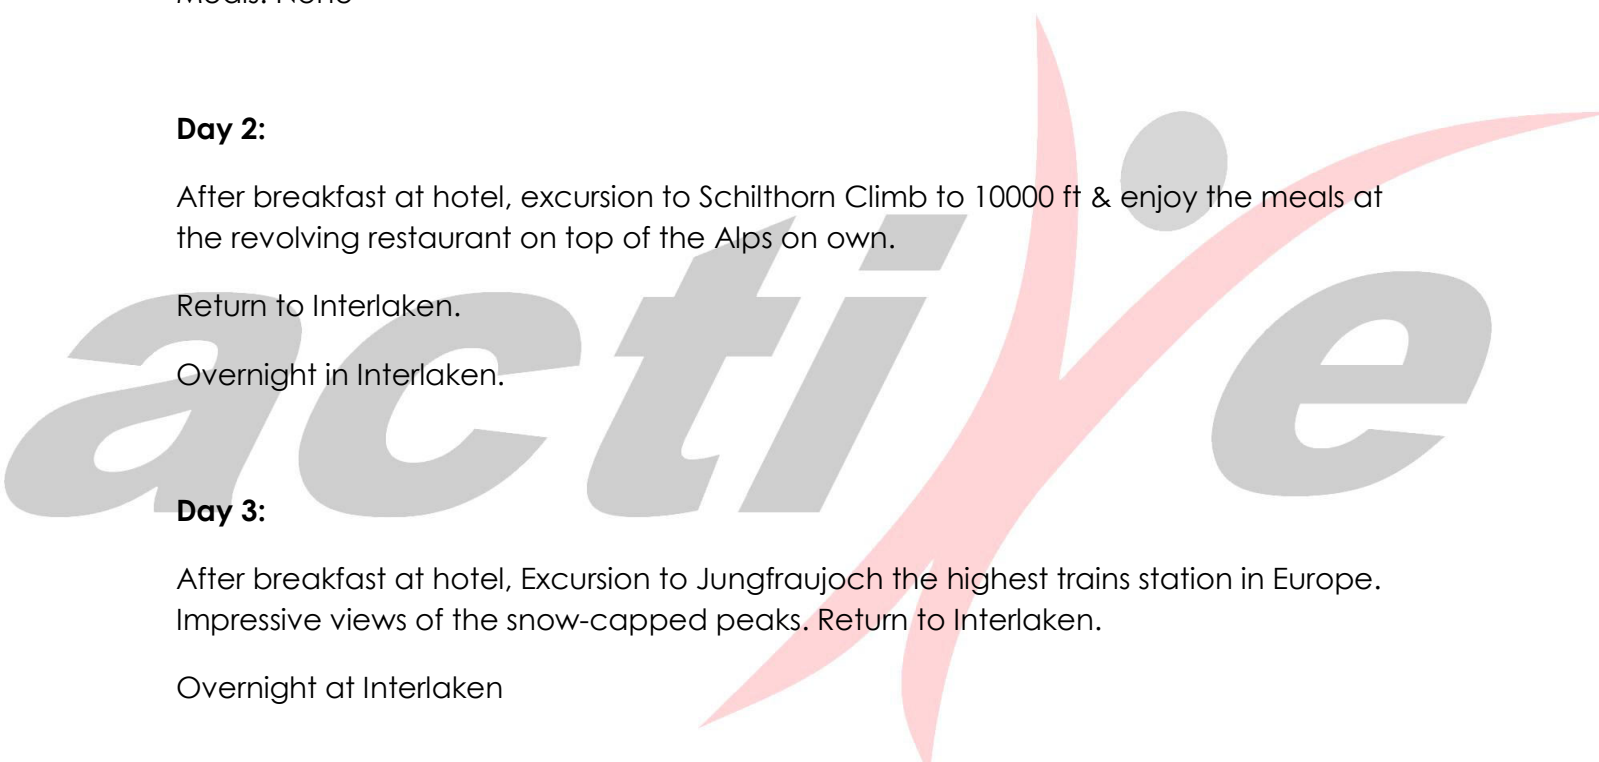 Meals: None
Day 2:
After breakfast at hotel, excursion to Schilthorn Climb to 10000 ft & enjoy the meals at
the revolving restaurant on top of the Alps on own.
Return to Interlaken.
Overnight in Interlaken.
Day 3:
After breakfast at hotel, Excursion to Jungfraujoch the highest trains station in Europe.
Impressive views of the snow-capped peaks. Return to Interlaken.
Overnight at Interlaken
active